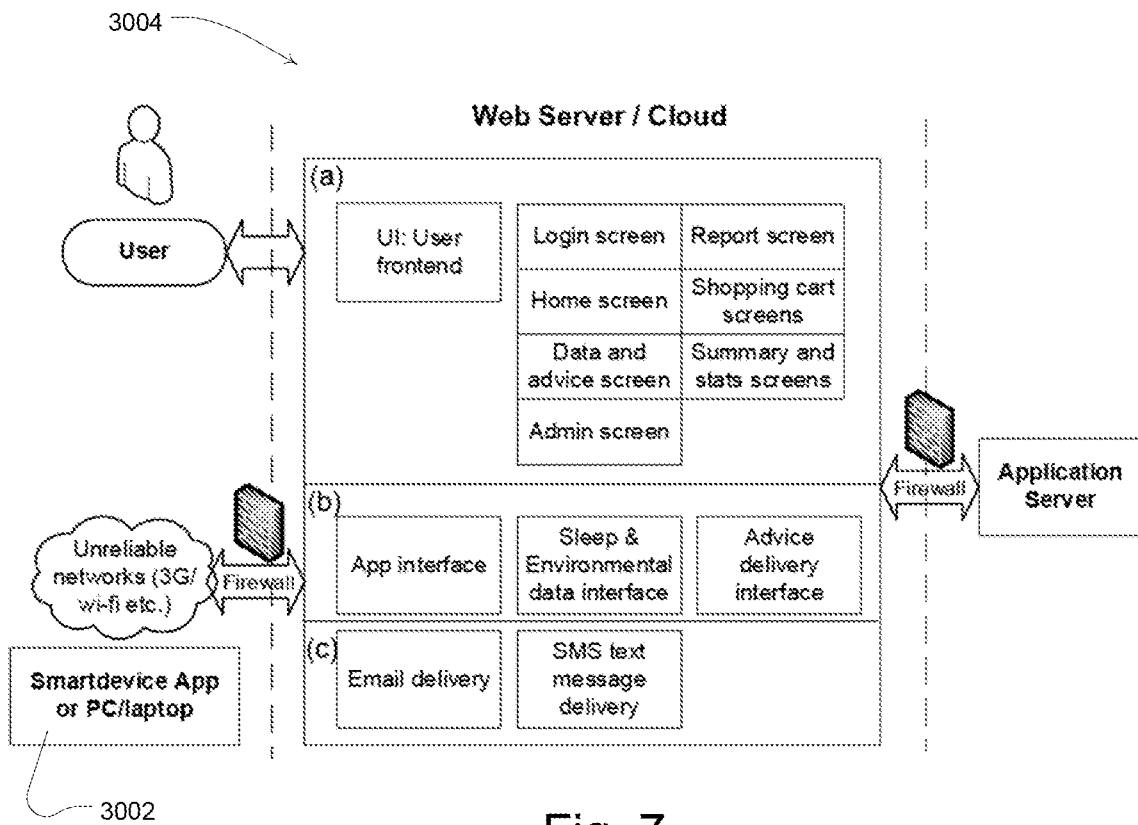 3004
Web Server / Cloud
User
(a)
UI: User
frontend
Login screen
Report screen
Home screen
Shopping cart
screens
Data and
advice screen
Summary and
stats screens
Admin screen
Firewall
Application
Server
(b)
Unreliable
networks (3G/
wi-fi etc.)
Firewall
App interface
Sleep &
Environmental
data interface
Advice
delivery
interface
(c)
Email delivery
SMS text
message
delivery
Smartdevice App
or PC/laptop
3002
Fig. 7